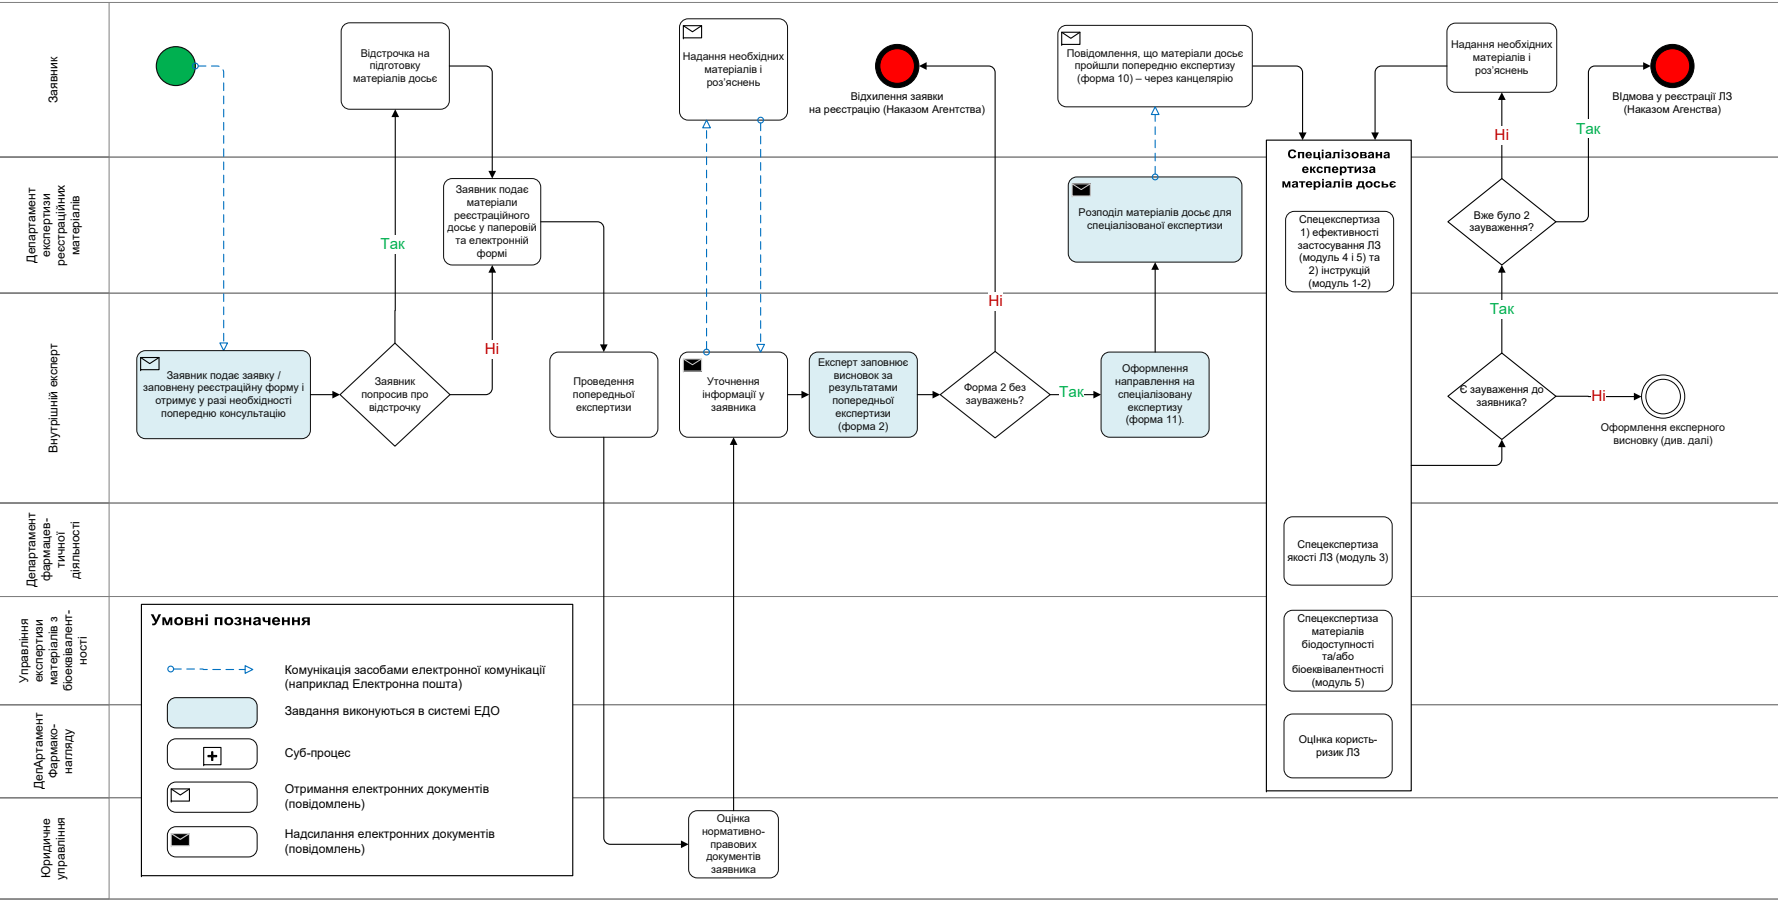 Заявник
Відстрочка на
підготовку
матеріалів досьє
Надання необхідних
матеріалів і
роз'яснень
Відхилення заявки
на реєстрацію (Наказом Агентства)
Повідомлення, що матеріали досьє
пройшли попередню експертизу
(форма 10) – через канцелярію
Надання необхідних
матеріалів і
роз'яснень
ВІдмова у реєстрації ЛЗ
(Наказом Агенства)
Ні
Так
Департамент
експертизи
реєстраційних
матеріалів
Так
Заявник подає
матеріали
реєстраційного
досьє у паперовій
та електронній
формі
Розподіл матеріалів досьє для
спеціалізованої експертизи
Спеціалізована
експертиза
матеріалів досьє
Спецекспертиза
1) ефективності
застосування ЛЗ
(модуль 4 і 5) та
2) інструкцій
(модуль 1-2)
Вже було 2
зауваження?
Ні
Так
Внутрішній експерт
Заявник подає заявку /
заповнену реєстраційну форму і
отримує у разі необхідності
попередню консультацію
Заявник
попросив про
відстрочку
Ні
Проведення
попередньої
експертизи
Уточнення
інформації у
заявника
Експерт заповнює
висновок за
результатами
попередної
експертизи
(форма 2)
Форма 2 без
зауважень?
Так
Оформлення
направлення на
спеціалізовану
експертизу
(форма 11).
Є зауваження до
заявника?
Ні
Оформлення експерного
висновку (див. далі)
Департамент
фармацев-
тичної
діяльності
Спецекспертиза
якості ЛЗ (модуль 3)
Управління
експертизи
матеріалів з
біоеквівалент-
ності
Спецекспертиза
матеріалів
біодоступності
та/або
біоеквівалентності
(модуль 5)
ДепАртамент
Фармако-
нагляду
ОцІнка користь-
ризик ЛЗ
Юридичне
управління
Оцінка
нормативно-
правових
документів
заявника
Умовні позначення
Комунікація засобами електронної комунікації
(наприклад Електронна пошта)
Завдання виконуються в системі ЕДО
Суб-процес
Отримання електронних документів
(повідомлень)
Надсилання електронних документів
(повідомлень)